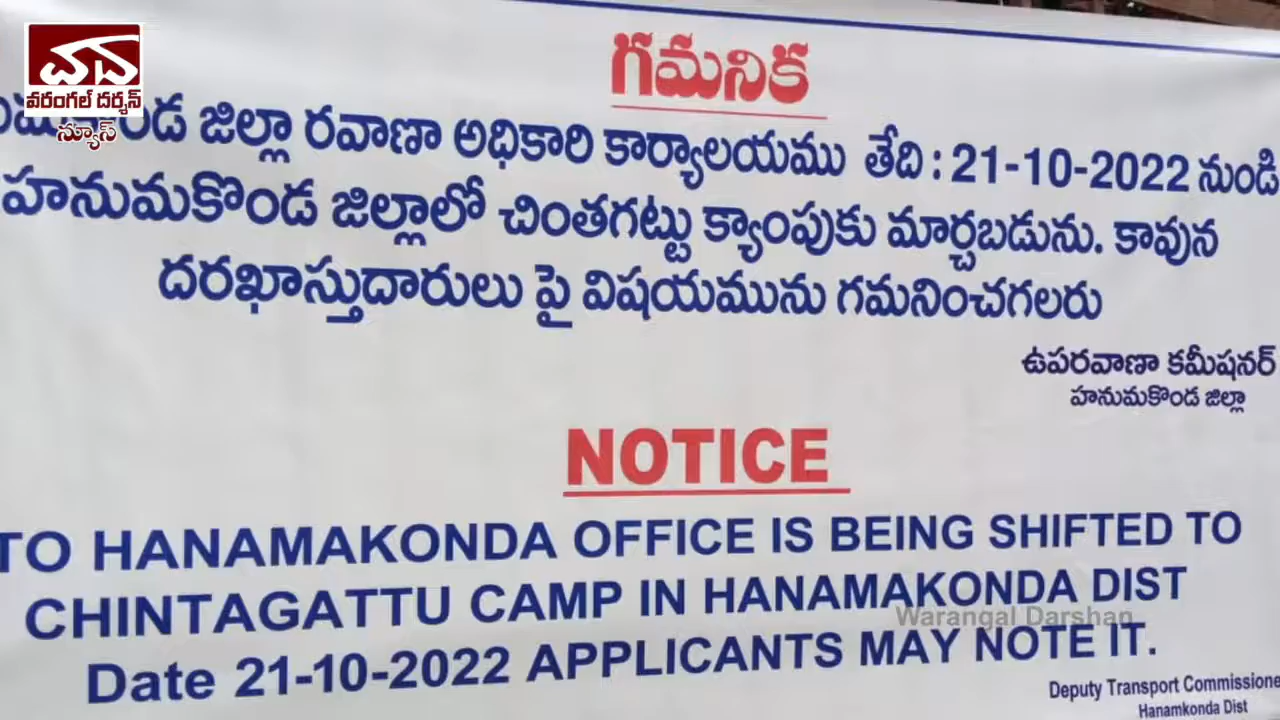 వద
వరంగల్ దర్శన్
న్యూస్
గమనిక
జిల్లా రవాణా అధికారి కార్యాలయము తేది : 21-10-2022 నుండి
హనుమకొండ జిల్లాలో చింతగట్టు క్యాంపుకు మార్చబడును. కావున
దరఖాస్తుదారులు పై విషయమును గమనించగలరు
ఉపరవాణా కమీషనర్
హనుమకొండ జిల్లా
NOTICE
TO HANAMAKONDA OFFICE IS BEING SHIFTED TO
CHINTAGATTU CAMP IN HANAMAKONDA DIST
Warangal Darshan
Date 21-10-2022 APPLICANTS MAY NOTE IT.
Deputy Transport Commissione
Hanamkonda Dist